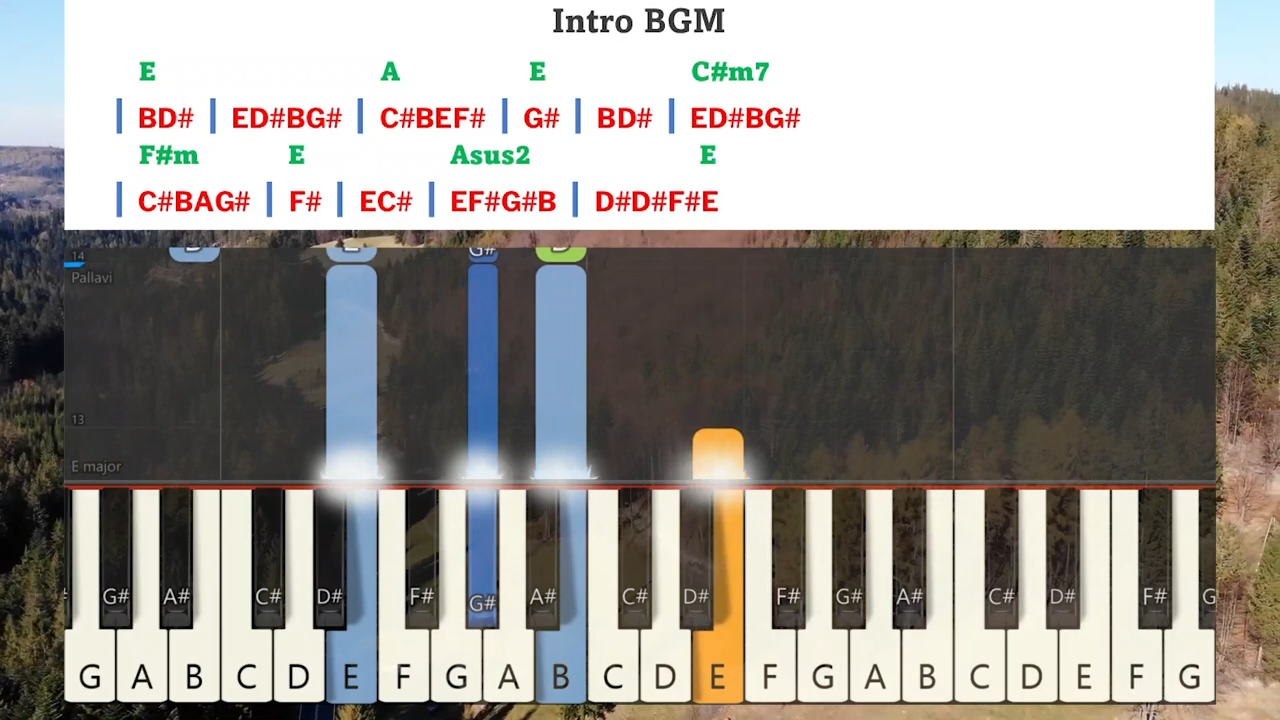 Intro BGM
E A E C#m7
| BD# | ED#BG# | C#BEF# | G# | BD# | ED#BG#
F#m E Asus2 E
| C#BAG# | F# | EC# | EF#G#B | D#D#F#E
14
G#
Pallavi
13
E major
G# A# C# D# F# G# A# C# D# F# G# A# C# D# F# G
G A B C D E F G A B C D E F G A B C D E F G